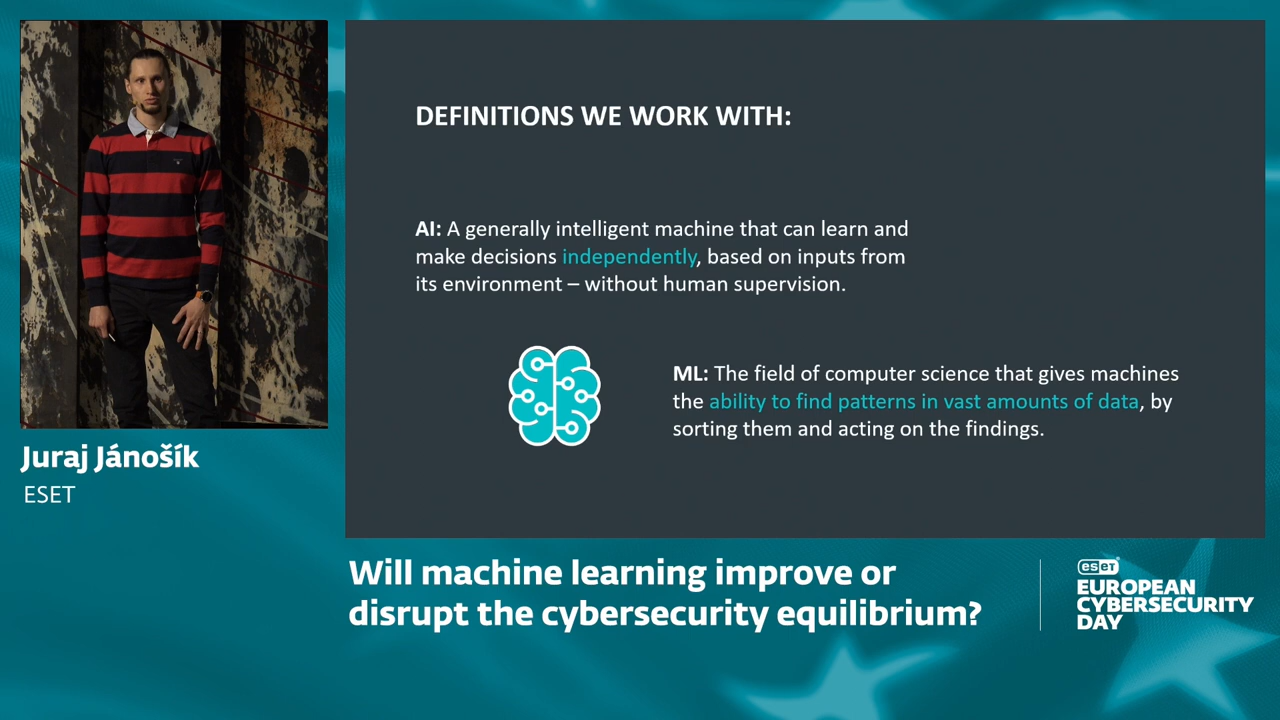 DEFINITIONS WE WORK WITH:
AI: A generally intelligent machine that can learn and
make decisions independently, based on inputs from
its environment – without human supervision.
ML: The field of computer science that gives machines
the ability to find patterns in vast amounts of data, by
sorting them and acting on the findings.
Juraj Jánošík
ESET
Will machine learning improve or
disrupt the cybersecurity equilibrium?
eset
EUROPEAN
CYBERSECURITY
DAY